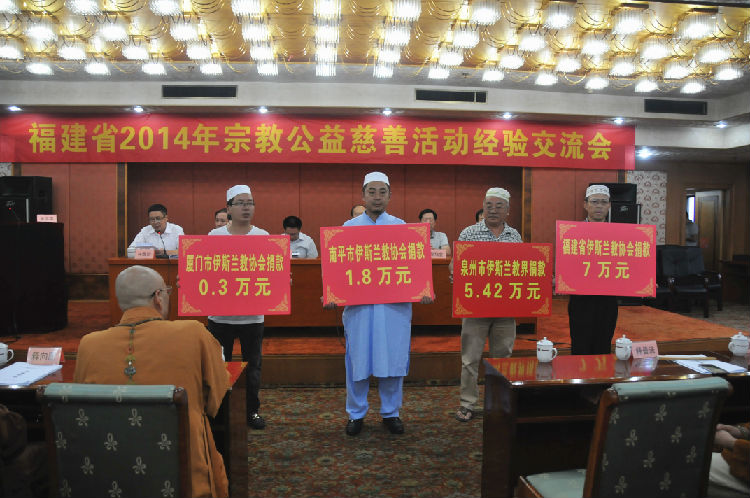 福建省2014年宗教公益慈善活动经验交流会
厦门市伊斯兰教协会捐款
0.3 万元
南平市伊斯兰教协会捐款
1.8 万元
泉州市伊斯兰教界捐款
5.42 万元
福建省伊斯兰教协会捐款
7 万元